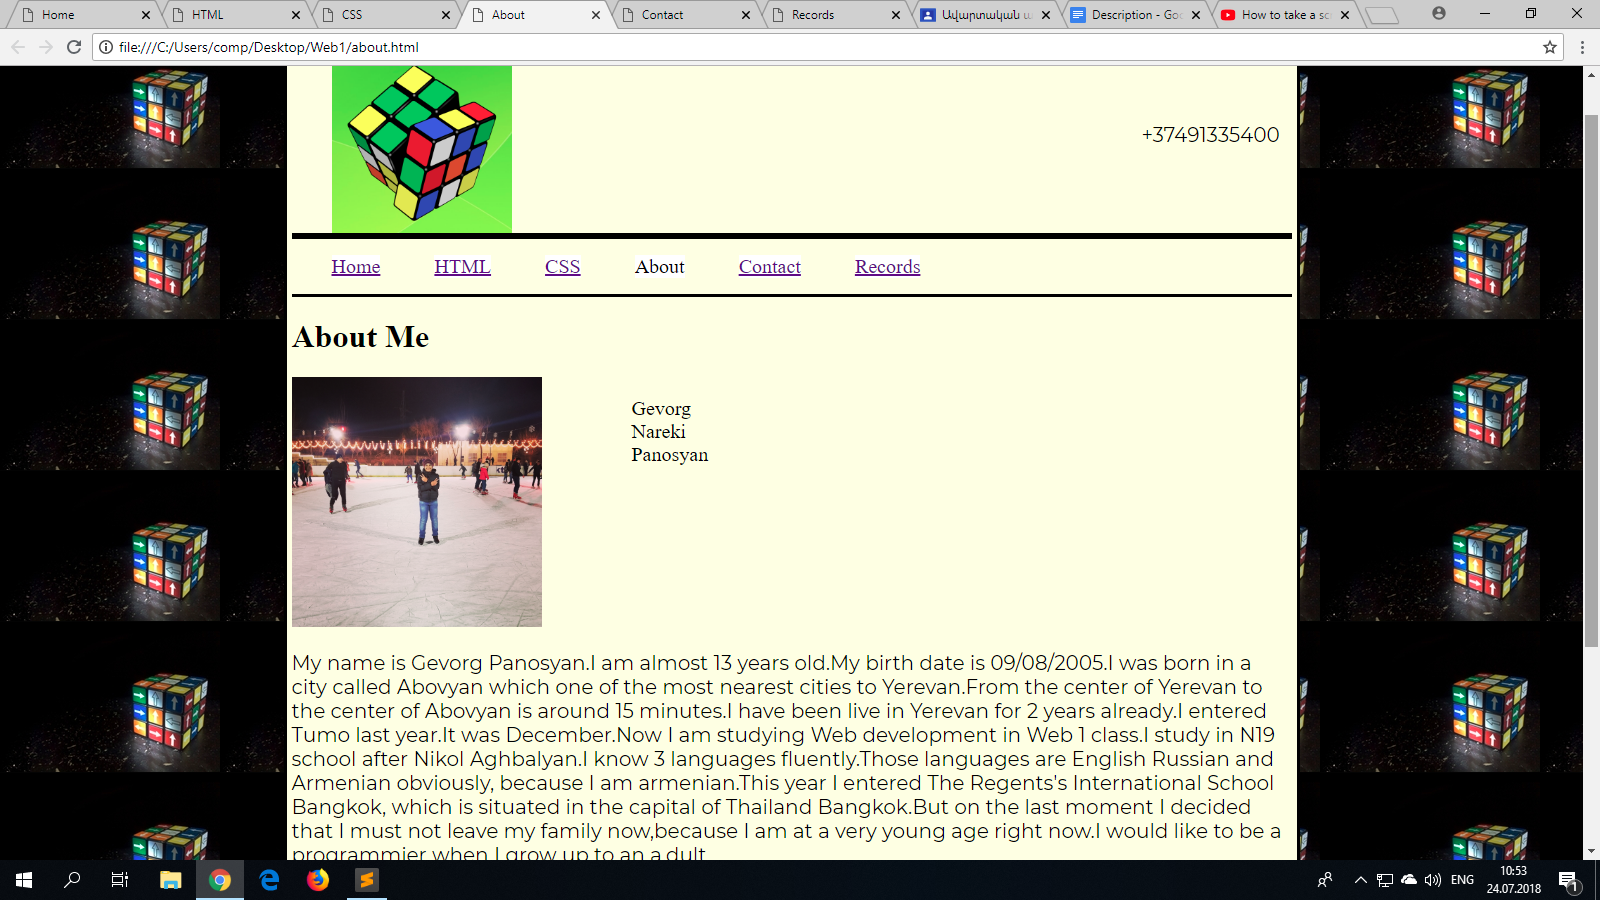 Home
HTML
CSS
About
Contact
Records
Ավարտական
Description - Goo
How to take a sc
file:///C:/Users/comp/Desktop/Web1/about.html
+37491335400
Home HTML CSS About Contact Records
About Me
Gevorg
Nareki
Panosyan
My name is Gevorg Panosyan.I am almost 13 years old.My birth date is 09/08/2005.I was born in a
city called Abovyan which one of the most nearest cities to Yerevan.From the center of Yerevan to
the center of Abovyan is around 15 minutes.I have been live in Yerevan for 2 years already.I entered
Tumo last year.It was December.Now I am studying Web development in Web 1 class.I study in N19
school after Nikol Aghbalyan.I know 3 languages fluently.Those languages are English Russian and
Armenian obviously, because I am armenian.This year I entered The Regents's International School
Bangkok, which is situated in the capital of Thailand Bangkok.But on the last moment I decided
that I must not leave my family now,because I am at a very young age right now.I would like to be a
programmier when I grow up to an a dult
ENG
10:53
24.07.2018
1